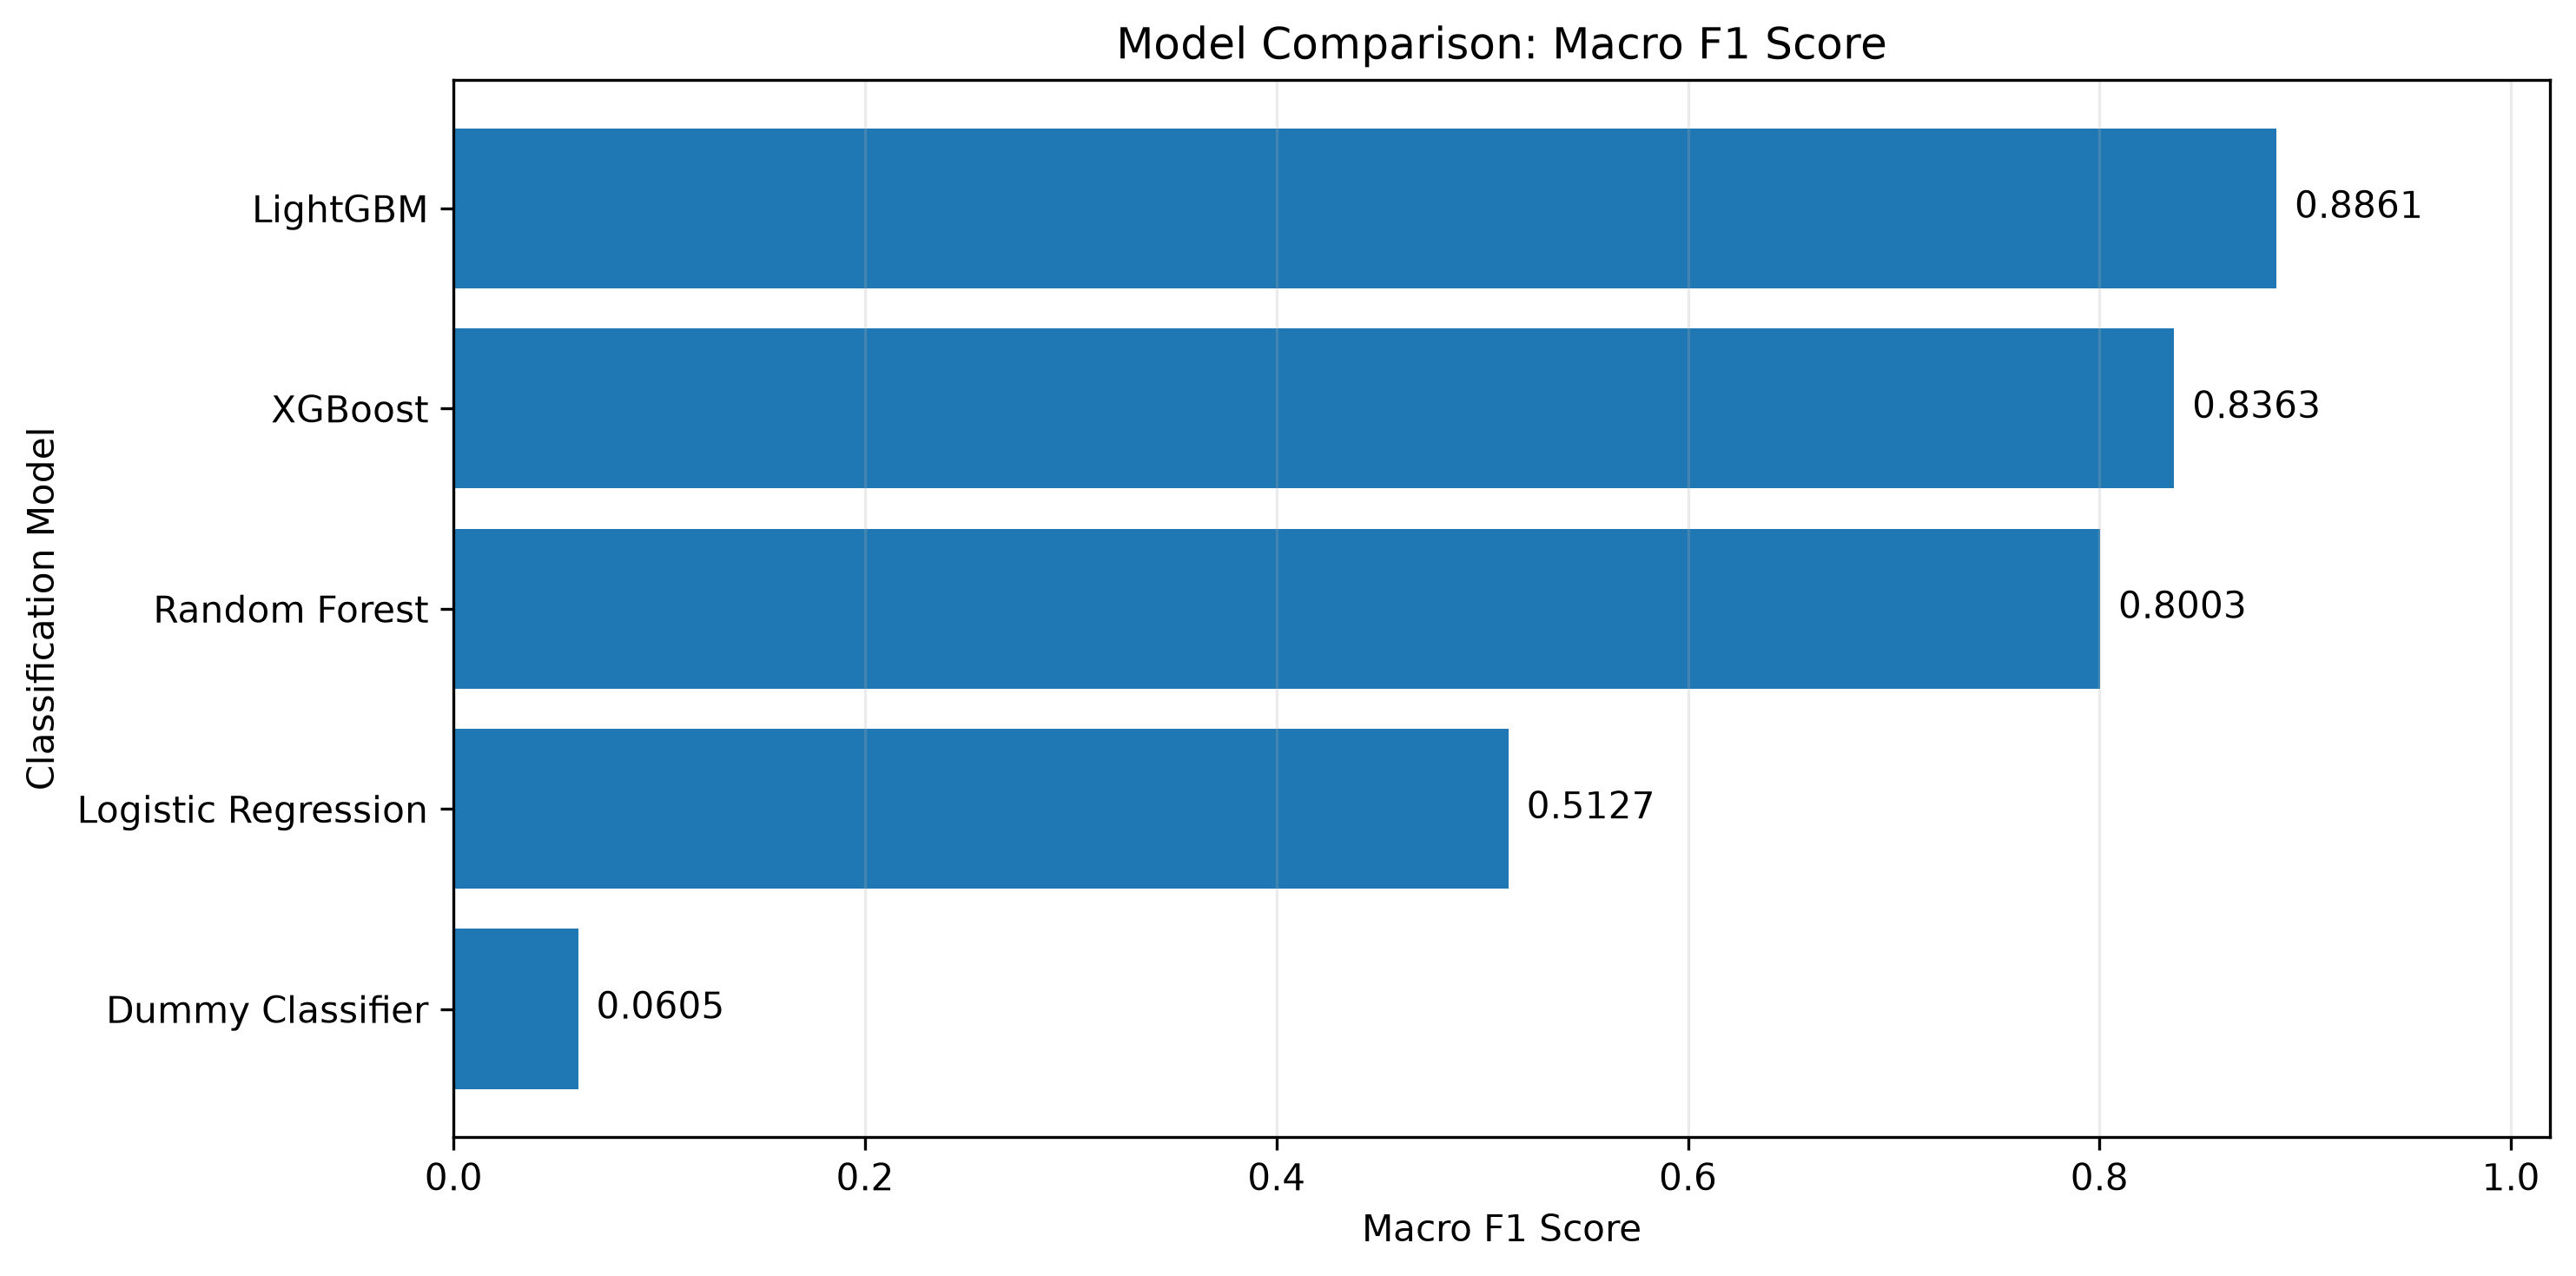 Model Comparison: Macro F1 Score
Classification Model
LightGBM
0.8861
XGBoost
0.8363
Random Forest
0.8003
Logistic Regression
0.5127
Dummy Classifier
0.0605
0.0 0.2 0.4 0.6 0.8 1.0
Macro F1 Score